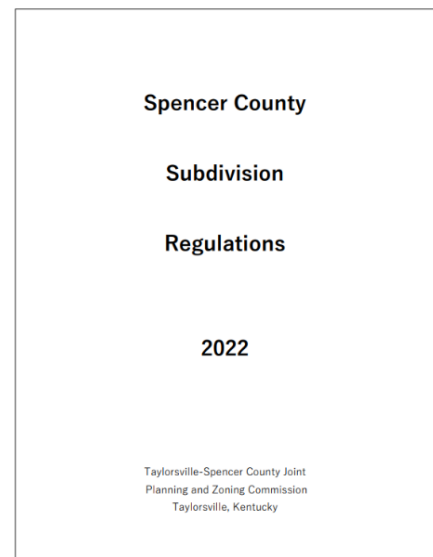 Spencer County
Subdivision
Regulations
2022
Taylorsville-Spencer County Joint
Planning and Zoning Commission
Taylorsville, Kentucky